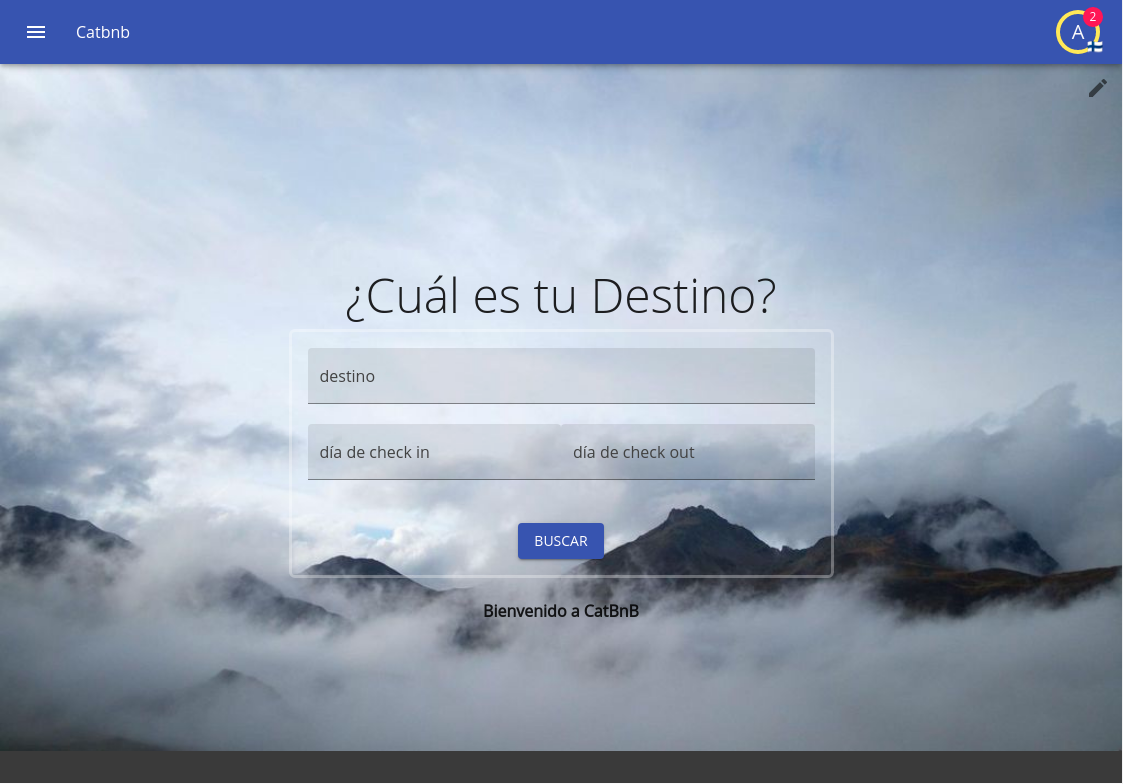 Catbnb
A
2
¿Cuál es tu Destino?
destino
día de check in
día de check out
BUSCAR
Bienvenido a CatBnB